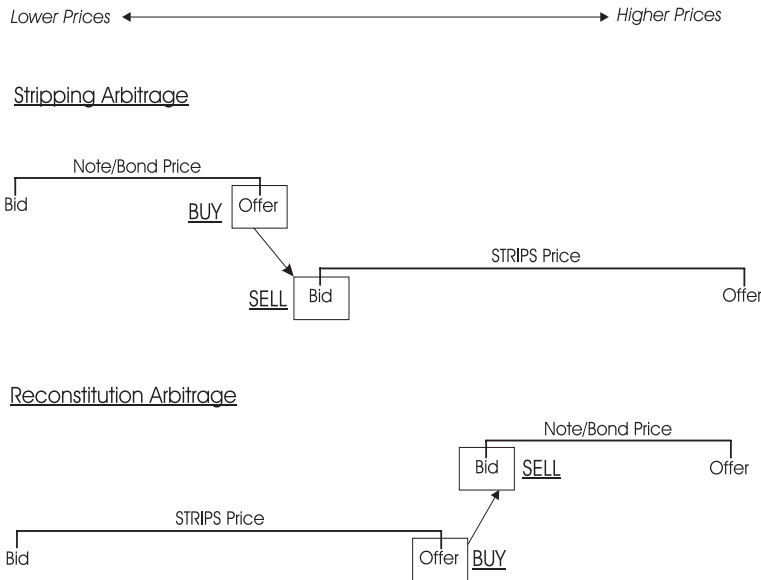 Lower Prices Higher Prices
Stripping Arbitrage
Note/Bond Price
Bid BUY Offer
STRIPS Price
SELL Bid Offer
Reconstitution Arbitrage
Note/Bond Price
Bid SELL Offer
STRIPS Price
Bid Offer BUY